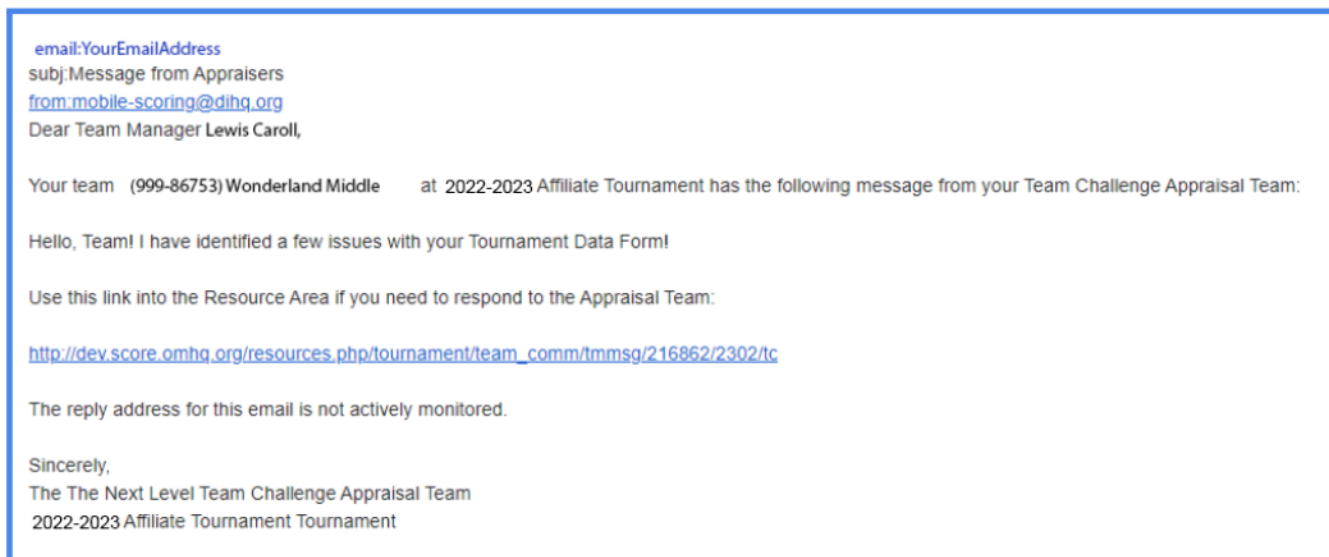 email:YourEmailAddress
subj:Message from Appraisers
from:mobile-scoring@dihq.org
Dear Team Manager Lewis Caroll,
Your team (999-86753) Wonderland Middle at 2022-2023 Affiliate Tournament has the following message from your Team Challenge Appraisal Team:
Hello, Team! I have identified a few issues with your Tournament Data Form!
Use this link into the Resource Area if you need to respond to the Appraisal Team:
http://dev.score.omhq.org/resources.php/tournament/team_comm/tmmsg/216862/2302/tc
The reply address for this email is not actively monitored.
Sincerely,
The The Next Level Team Challenge Appraisal Team
2022-2023 Affiliate Tournament Tournament